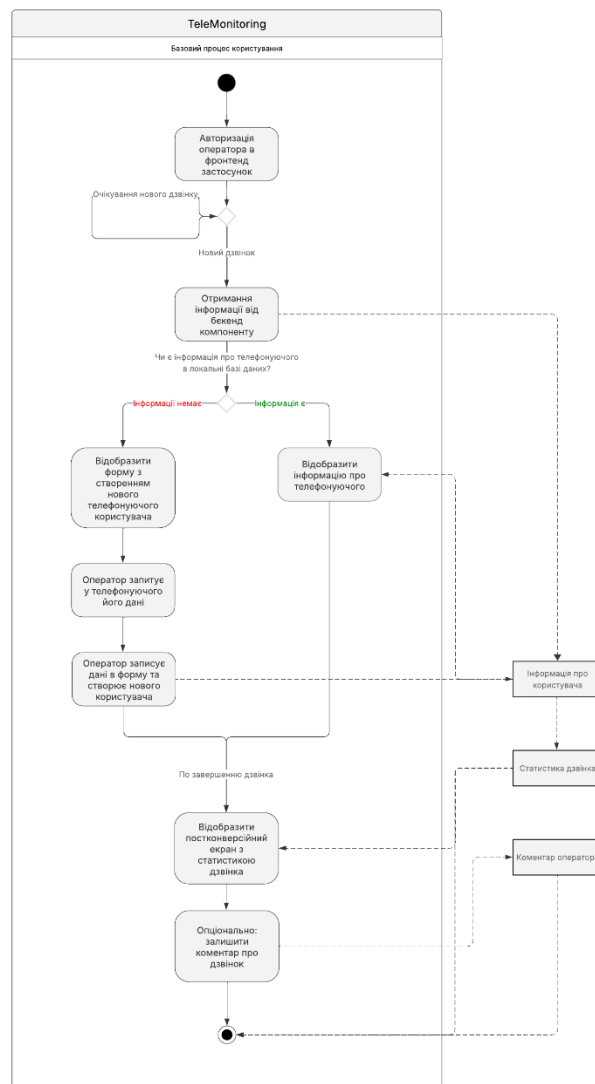 TeleMonitoring
Базовий процес користування
Авторизація
оператора в
фронтенд
застосунок
Очікування нового дзвінку
Новий дзвінок
Отримання
інформації від
бекенд
компоненту
Чи є інформація про телефонуючого
в локальні базі даних?
Інформації немає
Інформація є
Відобразити
форму з
створенням
нового
телефонуючого
користувача
Відобразити
інформацію про
телефонуючого
Оператор запитує
у телефонуючого
його дані
Оператор записує
дані в форму та
створює нового
користувача
Інформація про
користувача
Статистика дзвінка
По завершенню дзвінка
Відобразити
постконверсійний
екран з
статистикою
дзвінка
Коментар оператор
Опціонально:
залишити
коментар про
дзвінок